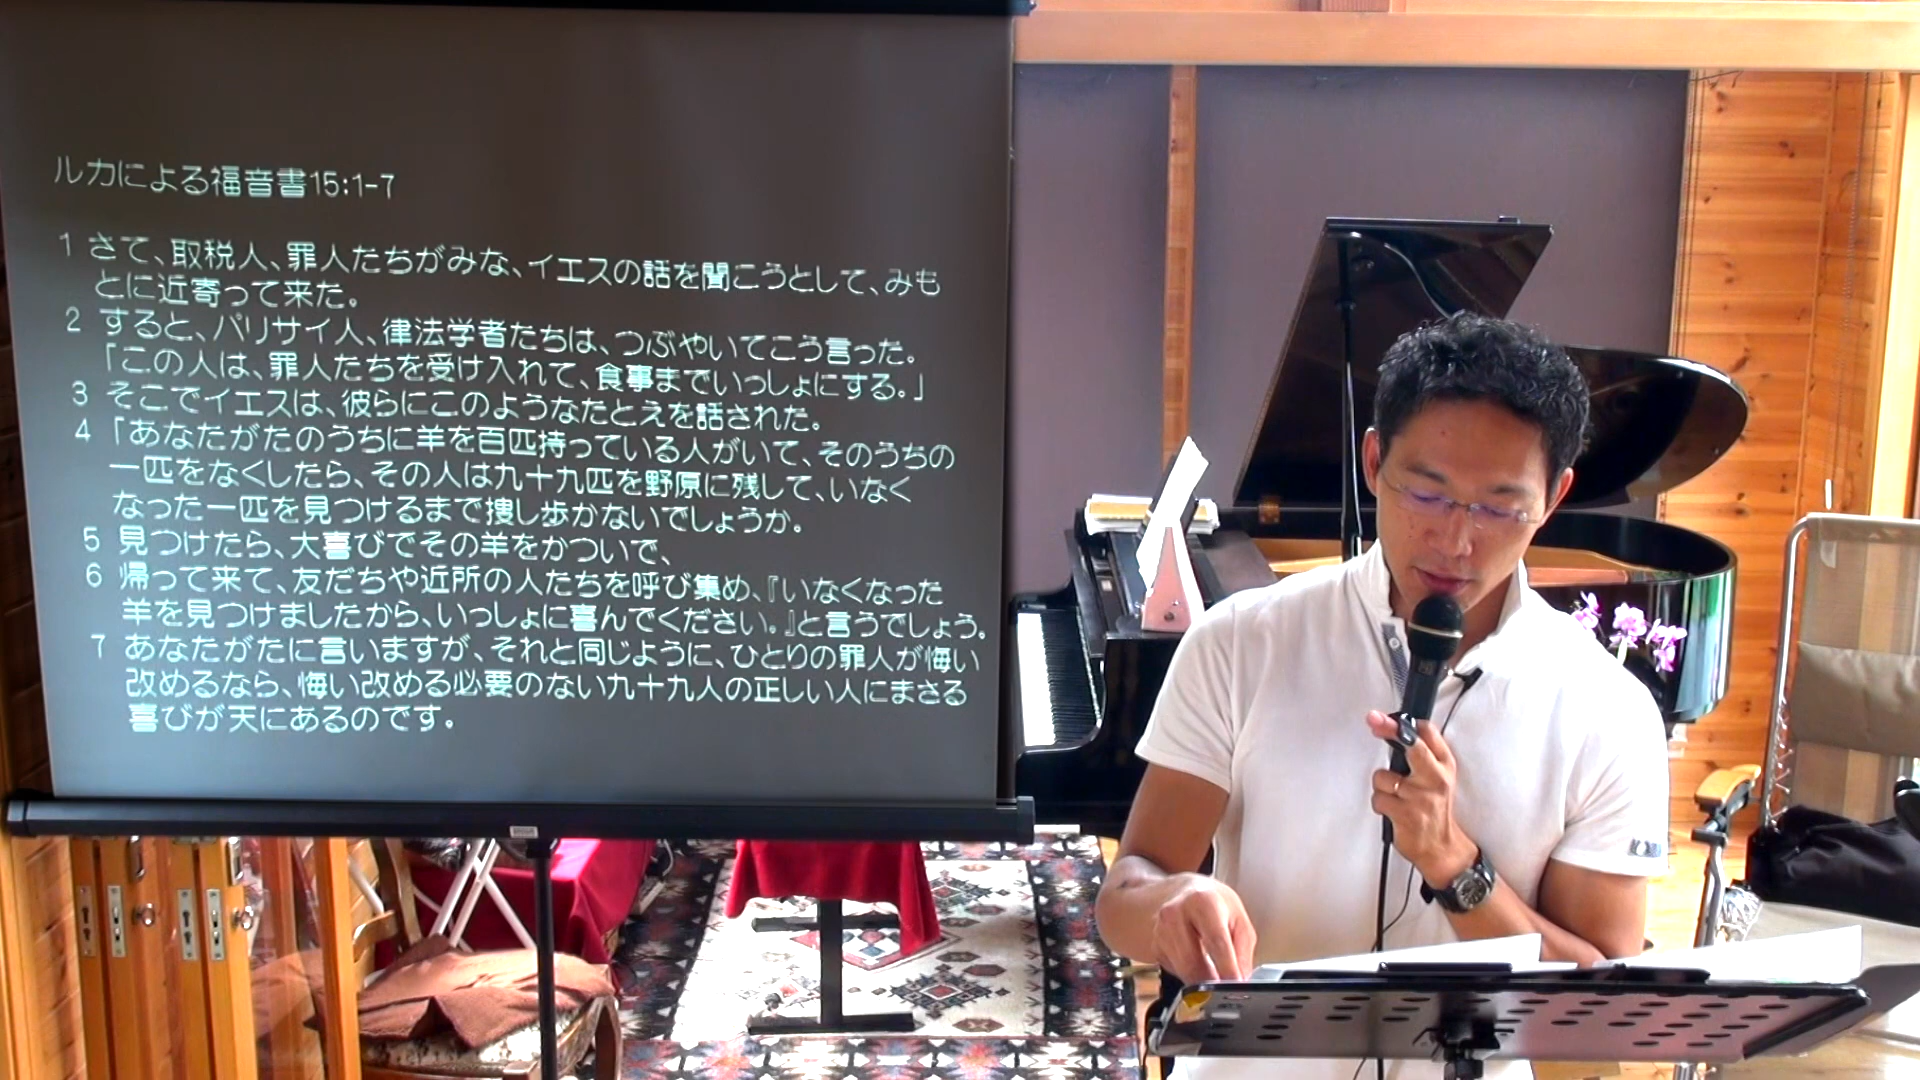 ルカによる福音書15:1-7
1 さて、取税人、罪人たちがみな、イエスの話を聞こうとして、みも
とに近寄って来た。
2 すると、パリサイ人、律法学者たちは、つぶやいてこう言った。
「この人は、罪人たちを受け入れて、食事までいっしょにする。」
3 そこでイエスは、彼らにこのようなたとえを話された。
4 「あなたがたのうちに羊を百匹持っている人がいて、そのうちの
一匹をなくしたら、その人は九十九匹を野原に残して、いなく
なった一匹を見つけるまで捜し歩かないでしょうか。
5 見つけたら、大喜びでその羊をかついで、
6 帰って来て、友だちや近所の人たちを呼び集め、『いなくなった
羊を見つけましたから、いっしょに喜んでください。』と言うでしょう。
7 あなたがたに言いますが、それと同じように、ひとりの罪人が悔い
改めるなら、悔い改める必要のない九十九人の正しい人にまさる
喜びが天にあるのです。